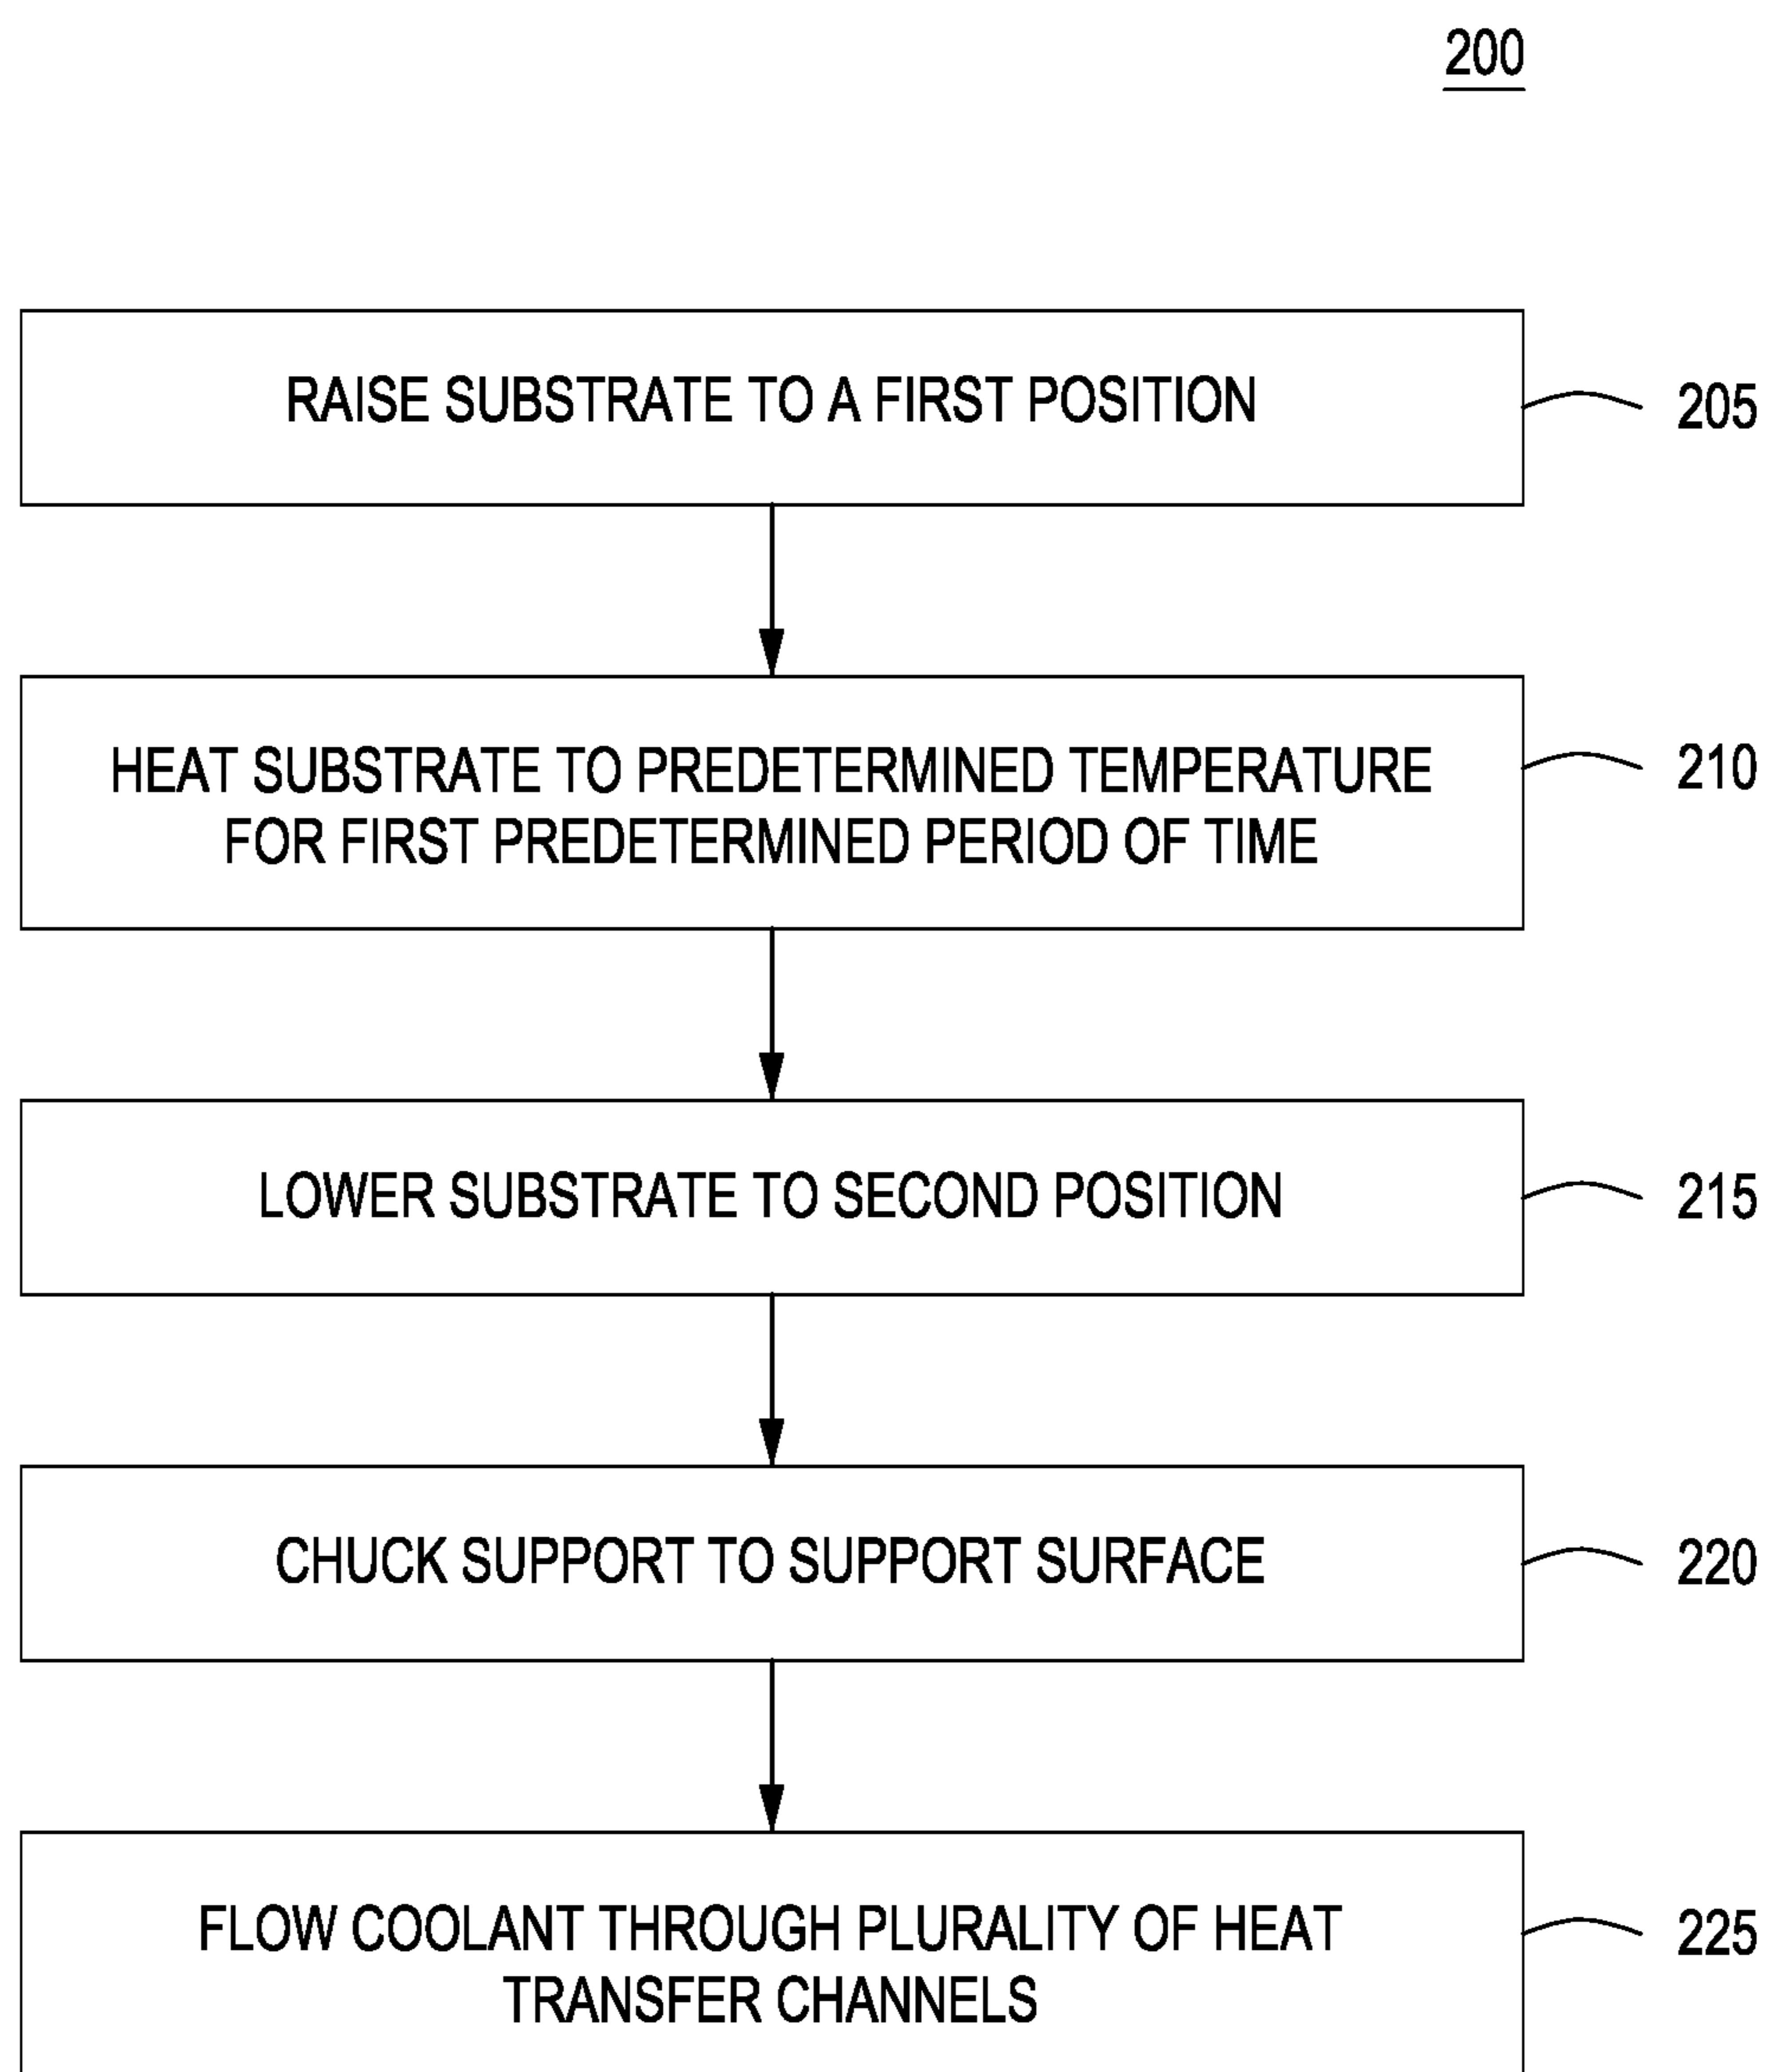 200
RAISE SUBSTRATE TO A FIRST POSITION
205
HEAT SUBSTRATE TO PREDETERMINED TEMPERATURE
FOR FIRST PREDETERMINED PERIOD OF TIME
210
LOWER SUBSTRATE TO SECOND POSITION
215
CHUCK SUPPORT TO SUPPORT SURFACE
220
FLOW COOLANT THROUGH PLURALITY OF HEAT
TRANSFER CHANNELS
225